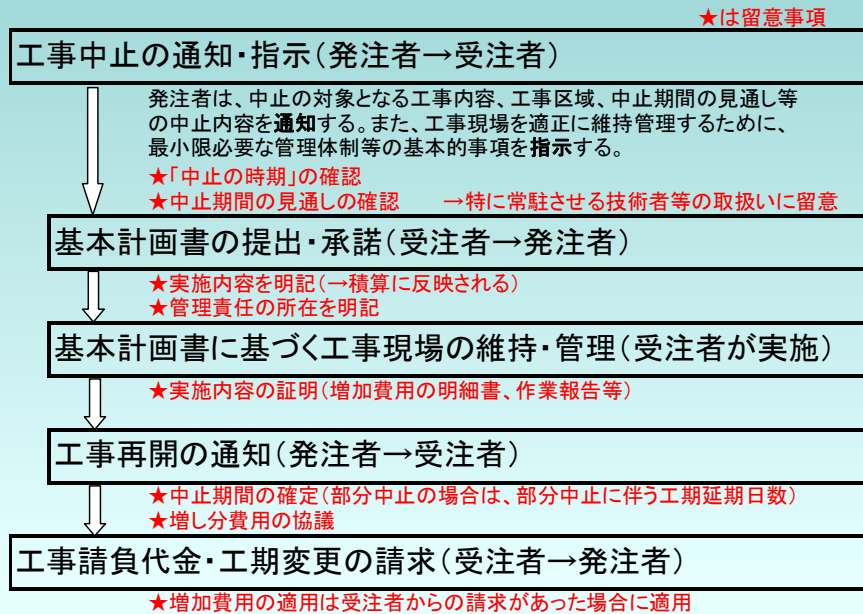 ★は留意事項
工事中止の通知・指示（発注者→受注者）
発注者は、中止の対象となる工事内容、工事区域、中止期間の見通し等
の中止内容を通知する。また、工事現場を適正に維持管理するために、
最小限必要な管理体制等の基本的事項を指示する。
★「中止の時期」の確認
★中止期間の見通しの確認　　→特に常駐させる技術者等の取扱いに留意
基本計画書の提出・承諾（受注者→発注者）
★実施内容を明記（→積算に反映される）
★管理責任の所在を明記
基本計画書に基づく工事現場の維持・管理（受注者が実施）
★実施内容の証明（増加費用の明細書、作業報告等）
工事再開の通知（発注者→受注者）
★中止期間の確定（部分中止の場合は、部分中止に伴う工期延期日数）
★増し分費用の協議
工事請負代金・工期変更の請求（受注者→発注者）
★増加費用の適用は受注者からの請求があった場合に適用